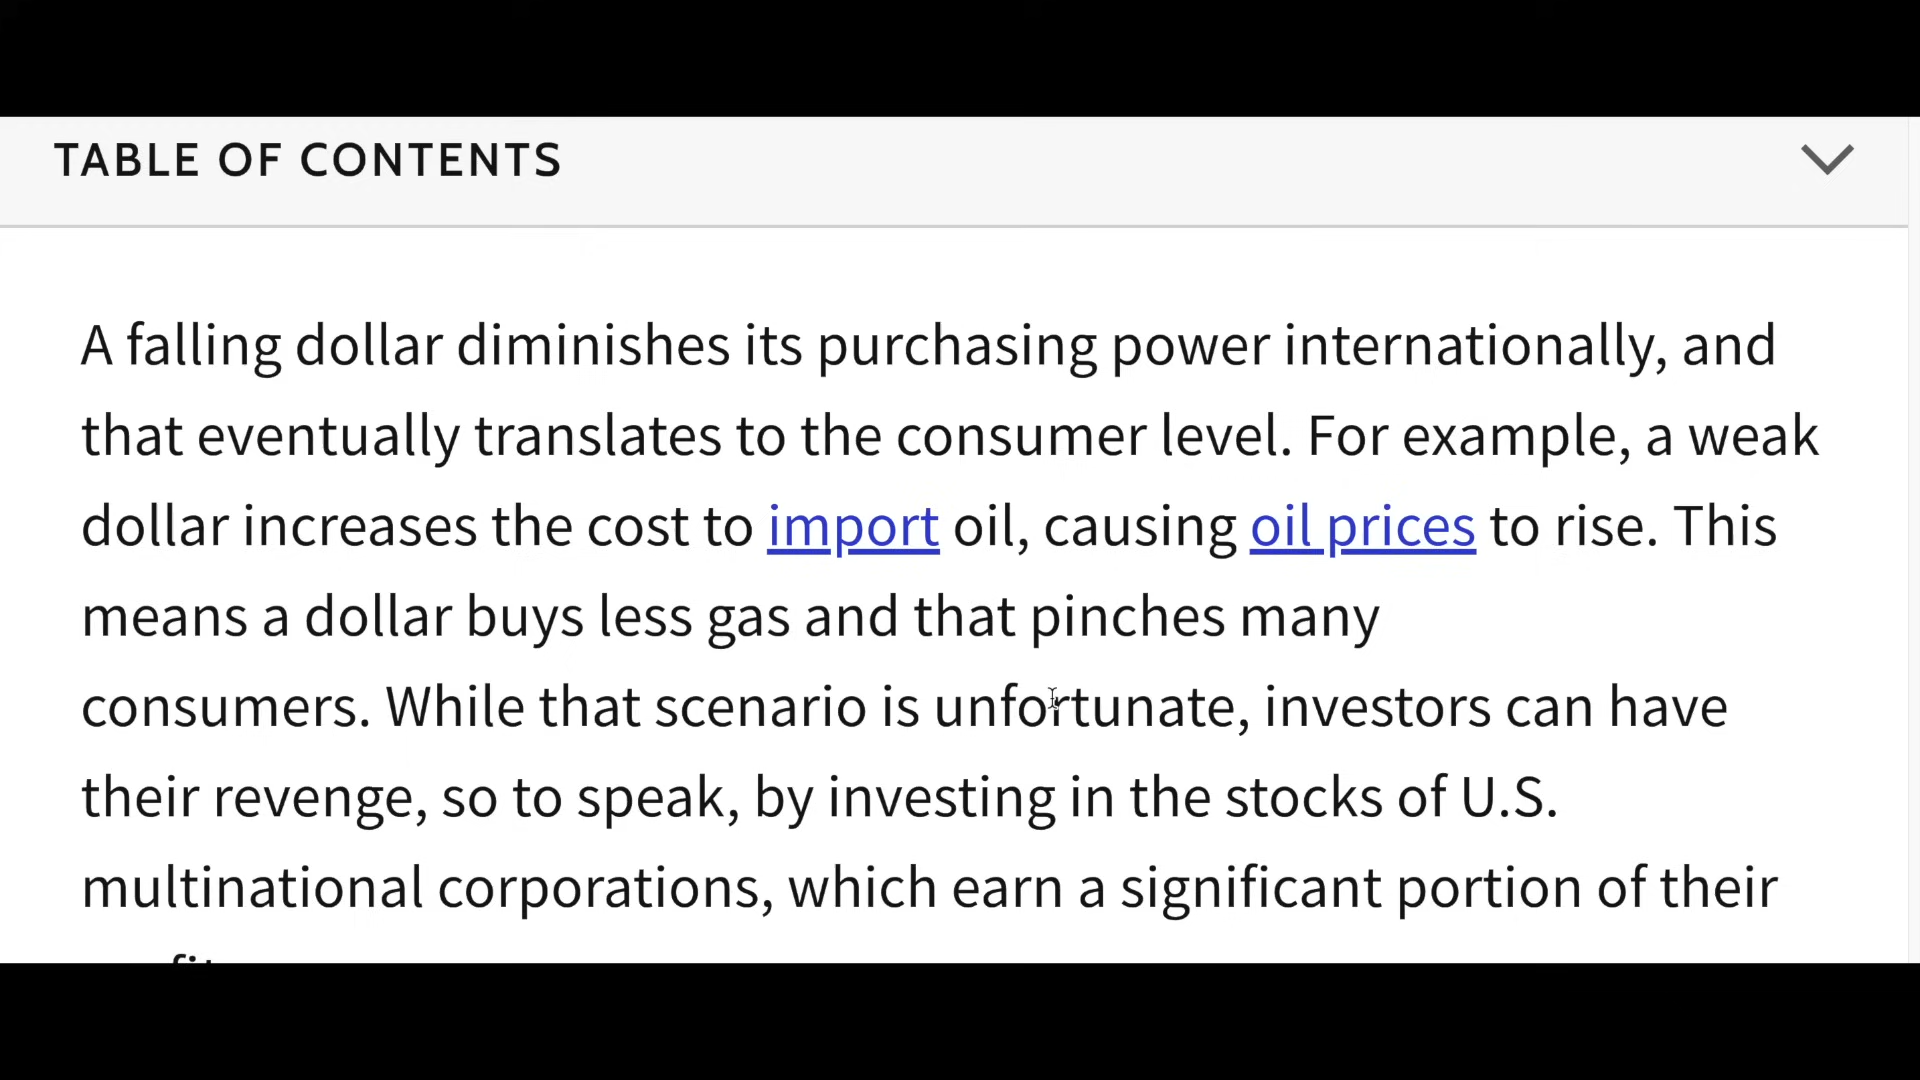 TABLE OF CONTENTS
A falling dollar diminishes its purchasing power internationally, and
that eventually translates to the consumer level. For example, a weak
dollar increases the cost to import oil, causing oil prices to rise. This
means a dollar buys less gas and that pinches many
consumers. While that scenario is unfortunate, investors can have
their revenge, so to speak, by investing in the stocks of U.S.
multinational corporations, which earn a significant portion of their